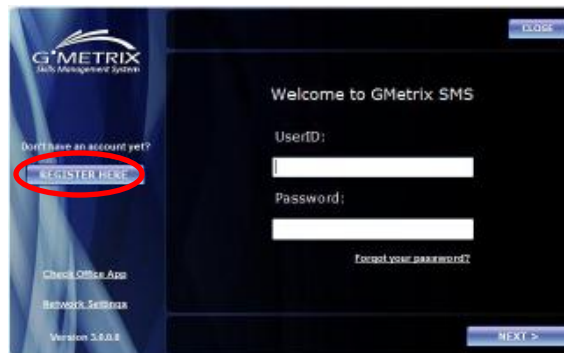 G*METRIX
Skills Management System
CLOSE
Welcome to GMetrix SMS
Don't have an account yet?
REGISTER HERE
UserID:
Password:
Forgot your password?
Check Office App
Network Settings
Version 3.0.0.8
NEXT >